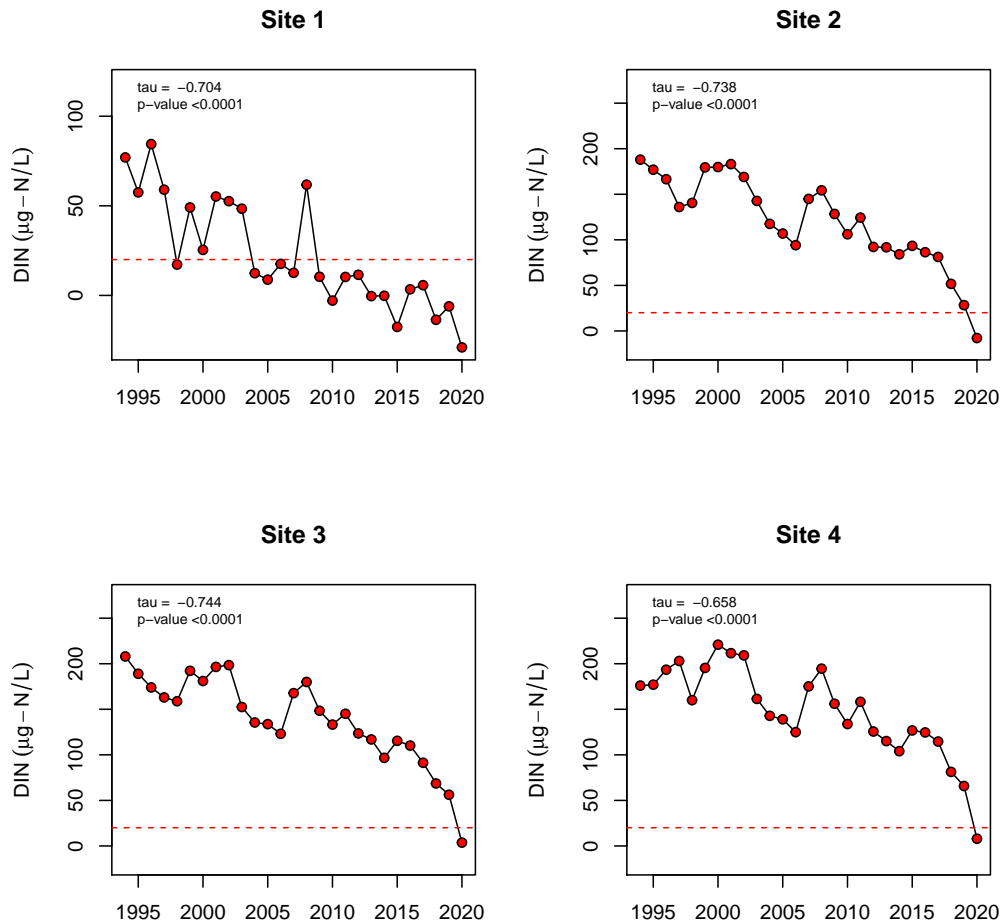 Site 1
tau = −0.704
p−value <0.0001
DIN (µg−N/L)
100
50
0
1995 2000 2005 2010 2015 2020
Site 2
tau = −0.738
p−value <0.0001
DIN (µg−N/L)
200
100
50
0
1995 2000 2005 2010 2015 2020
Site 3
tau = −0.744
p−value <0.0001
DIN (µg−N/L)
200
100
50
0
1995 2000 2005 2010 2015 2020
Site 4
tau = −0.658
p−value <0.0001
DIN (µg−N/L)
200
100
50
0
1995 2000 2005 2010 2015 2020